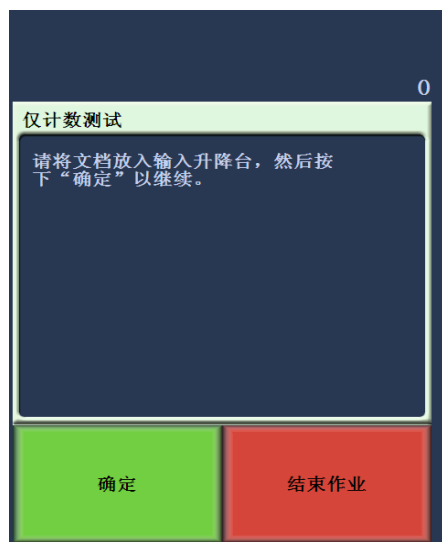 0
仅计数测试
请将文档放入输入升降台，然后按
下“确定”以继续。
确定
结束作业